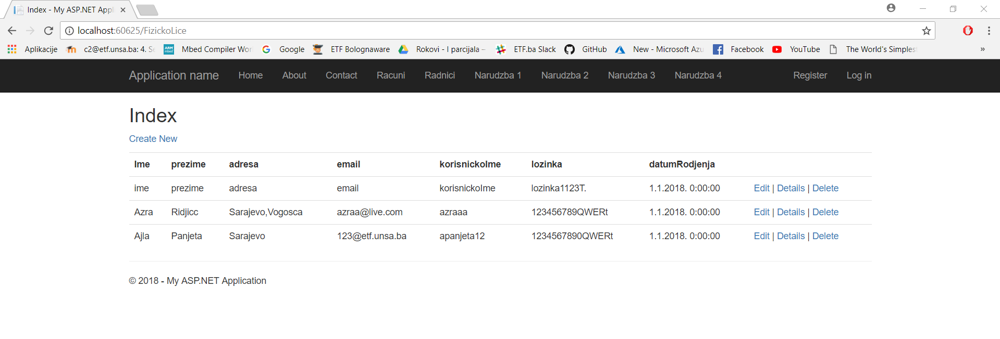 Index - My ASP.NET Appl
localhost:60625/FizickoLice
Aplikacije c2@etf.unsa.ba: 4. Se Mbed Compiler Wor Google ETF Bolognaware Rokovi - I parcijala – ETF.ba Slack GitHub New - Microsoft Azu Facebook YouTube The World's Simples »
Application name Home About Contact Racuni Radnici Narudzba 1 Narudzba 2 Narudzba 3 Narudzba 4 Register Log in
Index
Create New
Ime prezime adresa email korisnickoIme lozinka datumRodjenja
ime prezime adresa email korisnickoIme lozinka1123T. 1.1.2018. 0:00:00 Edit | Details | Delete
Azra Ridjicc Sarajevo,Vogosca azraa@live.com azraaa 123456789QWERt 1.1.2018. 0:00:00 Edit | Details | Delete
Ajla Panjeta Sarajevo 123@etf.unsa.ba apanjeta12 1234567890QWERt 1.1.2018. 0:00:00 Edit | Details | Delete
© 2018 - My ASP.NET Application